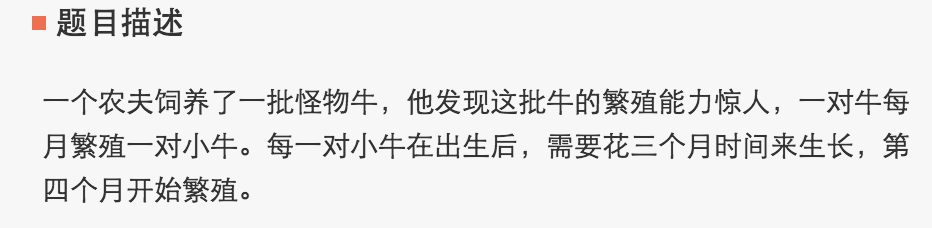 题目描述
一个农夫饲养了一批怪物牛，他发现这批牛的繁殖能力惊人，一对牛每
月繁殖一对小牛。每一对小牛在出生后，需要花三个月时间来生长，第
四个月开始繁殖。